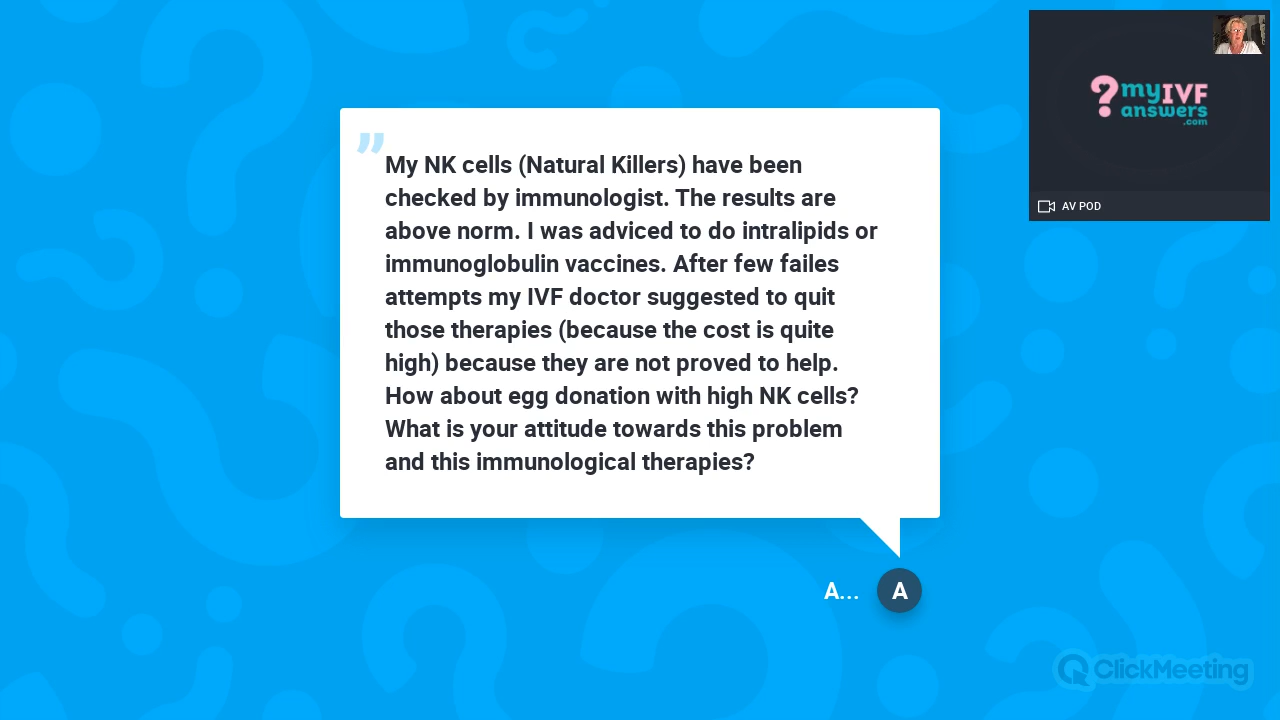 ?myIVF
answers
.com
AV POD
”
My NK cells (Natural Killers) have been
checked by immunologist. The results are
above norm. I was adviced to do intralipids or
immunoglobulin vaccines. After few failes
attempts my IVF doctor suggested to quit
those therapies (because the cost is quite
high) because they are not proved to help.
How about egg donation with high NK cells?
What is your attitude towards this problem
and this immunological therapies?
A... A
ClickMeeting